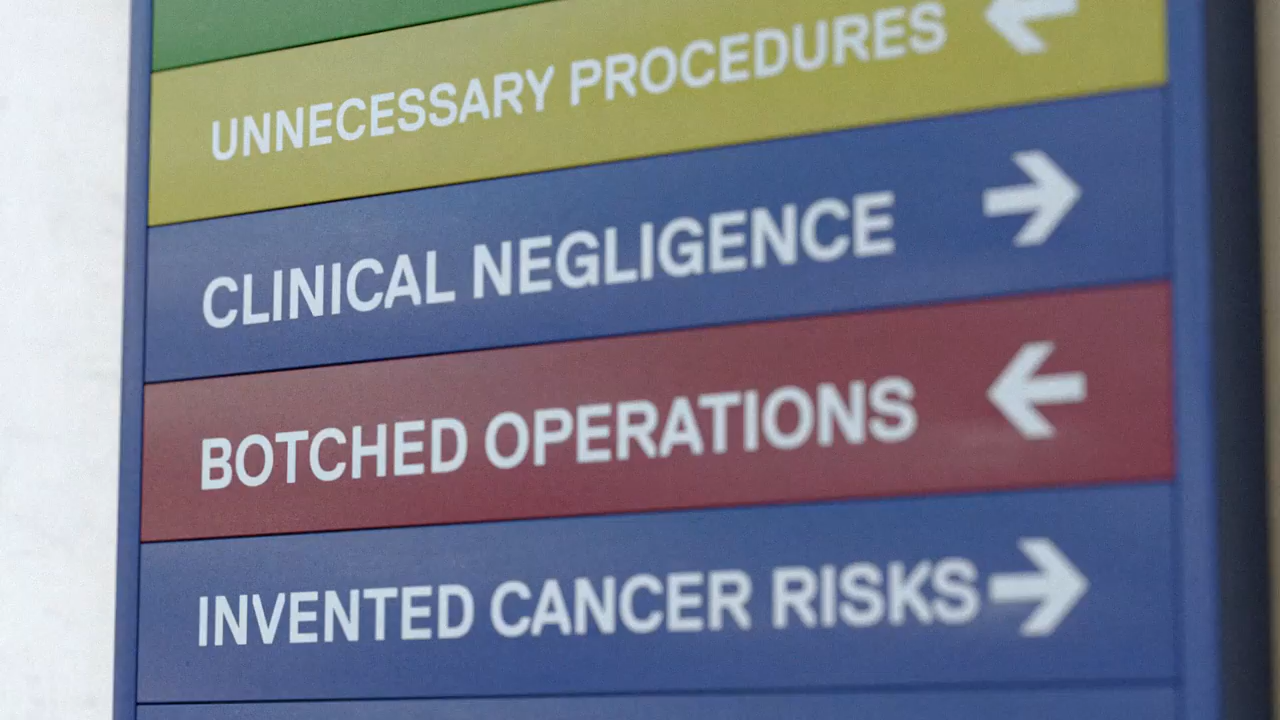 UNNECESSARY PROCEDURES
CLINICAL NEGLIGENCE
BOTCHED OPERATIONS
INVENTED CANCER RISKS